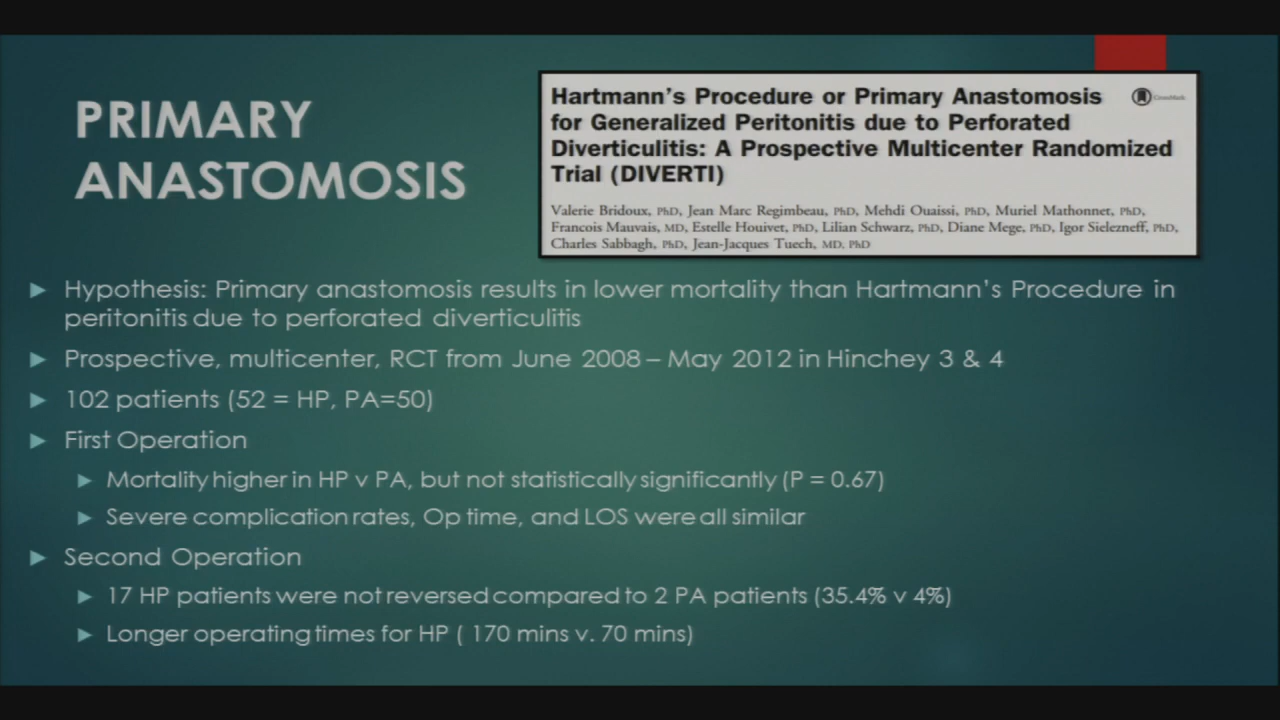 PRIMARY
ANASTOMOSIS
Hartmann's Procedure or Primary Anastomosis
for Generalized Peritonitis due to Perforated
Diverticulitis: A Prospective Multicenter Randomized
Trial (DIVERTI)
CrossMark
Valerie Bridoux, PhD, Jean Marc Regimbeau, PhD, Mehdi Ouaissi, PhD, Muriel Mathonnet, PhD,
Francois Mauvais, MD, Estelle Houivet, PhD, Lilian Schwarz, PhD, Diane Mege, PhD, Igor Sielezneff, PhD,
Charles Sabbagh, PhD, Jean-Jacques Tuech, MD, PhD
► Hypothesis: Primary anastomosis results in lower mortality than Hartmann's Procedure in
peritonitis due to perforated diverticulitis
► Prospective, multicenter, RCT from June 2008 – May 2012 in Hinchey 3 & 4
► 102 patients (52 = HP, PA=50)
► First Operation
► Mortality higher in HP v PA, but not statistically significantly (P = 0.67)
► Severe complication rates, Op time, and LOS were all similar
► Second Operation
► 17 HP patients were not reversed compared to 2 PA patients (35.4% v 4%)
► Longer operating times for HP ( 170 mins v. 70 mins)